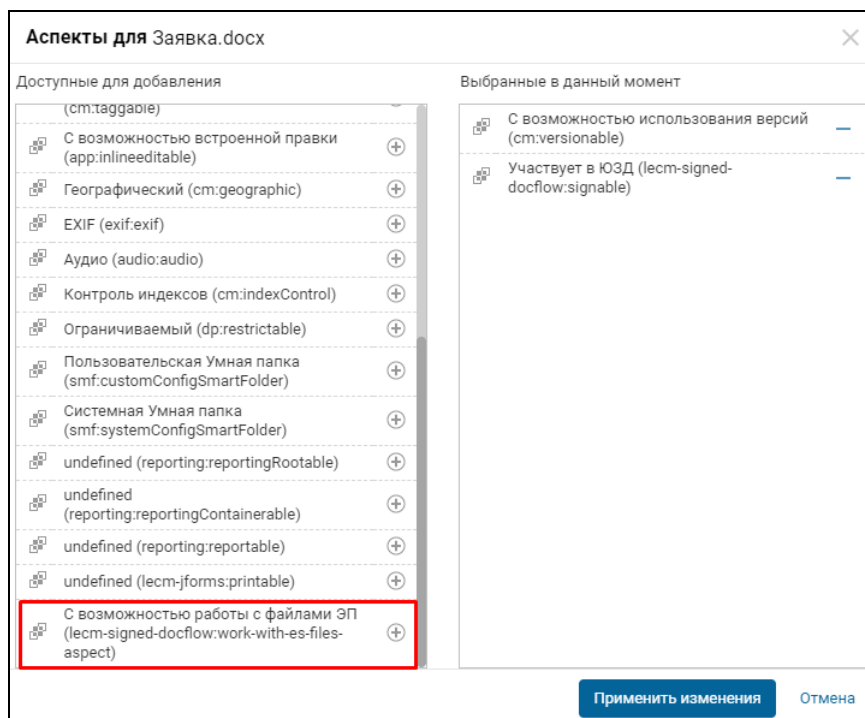 Аспекты для Заявка.docx
Доступные для добавления
(cm:taggable)
С возможностью встроенной правки
(app:inlineeditable)
Географический (cm:geographic)
EXIF (exif:exif)
Аудио (audio:audio)
Контроль индексов (cm:indexControl)
Ограничиваемый (dp:restrictable)
Пользовательская Умная папка
(smf:customConfigSmartFolder)
Системная Умная папка
(smf:systemConfigSmartFolder)
undefined (reporting:reportingRootable)
undefined
(reporting:reportingContainerable)
undefined (reporting:reportable)
undefined (lecm-jforms:printable)
С возможностью работы с файлами ЭП
(lecm-signed-docflow:work-with-es-files-
aspect)
Выбранные в данный момент
С возможностью использования версий
(cm:versionable)
Участвует в ЮЗД (lecm-signed-
docflow:signable)
Применить изменения
Отмена